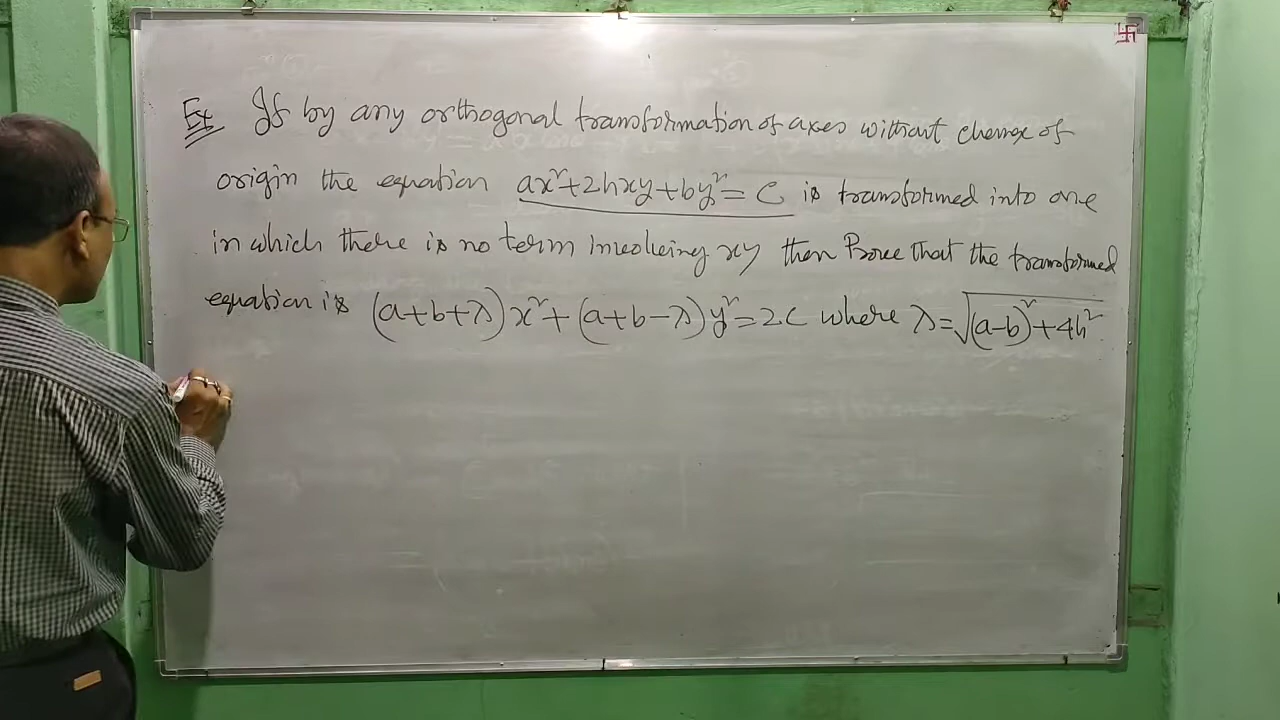 Ex If by any orthogonal transformation of axes without change of
origin the equation ax²+2hxy+by²=C is transformed into one
in which there is no term involving xy then Prove that the transformed
equation is (a+b+λ)x²+(a+b-λ)y²=2C where λ=√(a-b)²+4h²